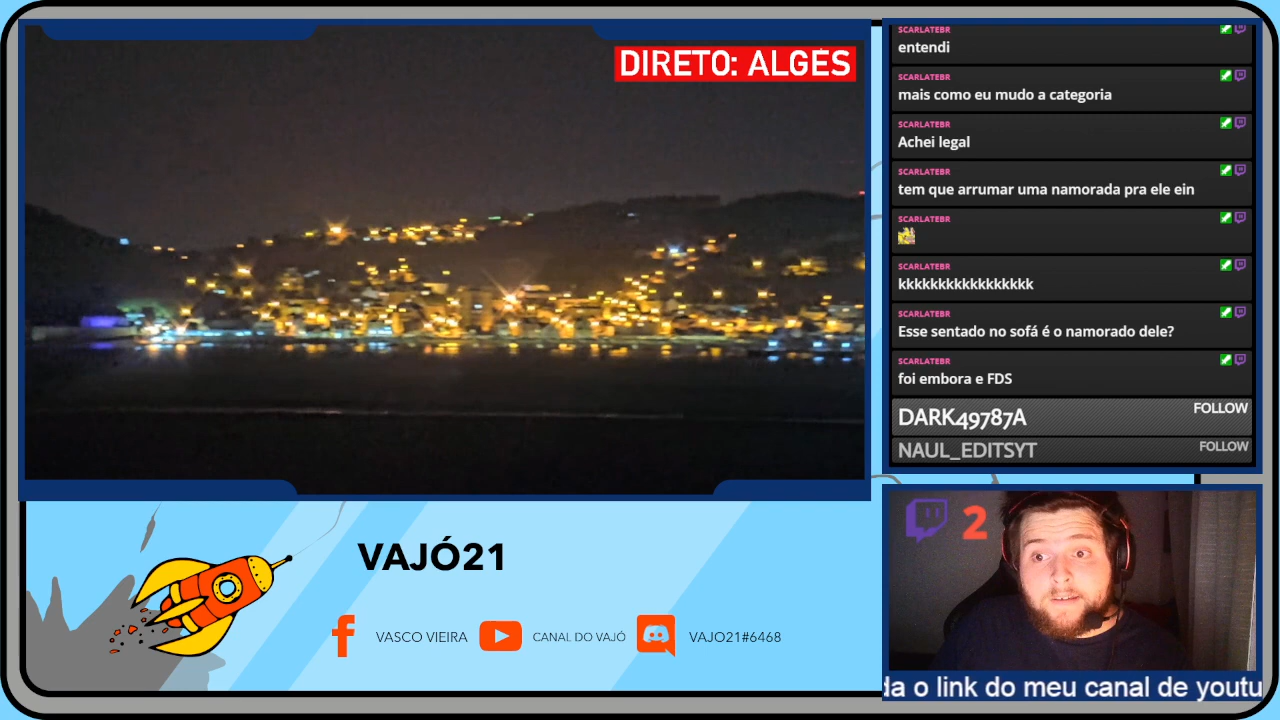 DIRETO: ALGÉS
SCARLATEBR
entendi
SCARLATEBR
mais como eu mudo a categoria
SCARLATEBR
Achei legal
SCARLATEBR
tem que arrumar uma namorada pra ele ein
SCARLATEBR
SCARLATEBR
kkkkkkkkkkkkkkkkk
SCARLATEBR
Esse sentado no sofá é o namorado dele?
SCARLATEBR
foi embora e FDS
DARK49787A FOLLOW
NAUL_EDITSYT FOLLOW
2
VAJÓ21
VASCO VIEIRA CANAL DO VAJÓ VAJO21#6468
da o link do meu canal de youtu